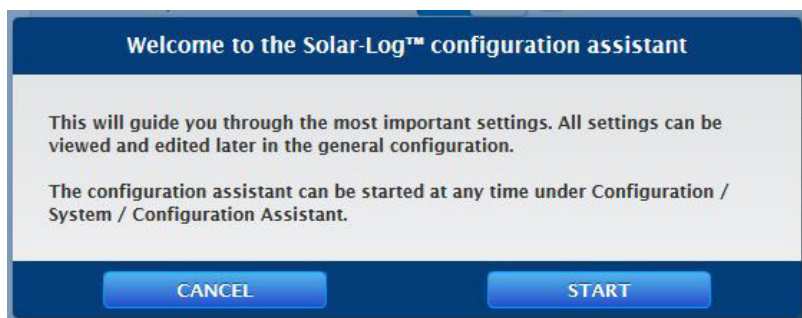 Welcome to the Solar-Log™ configuration assistant
This will guide you through the most important settings. All settings can be
viewed and edited later in the general configuration.
The configuration assistant can be started at any time under Configuration /
System / Configuration Assistant.
CANCEL START